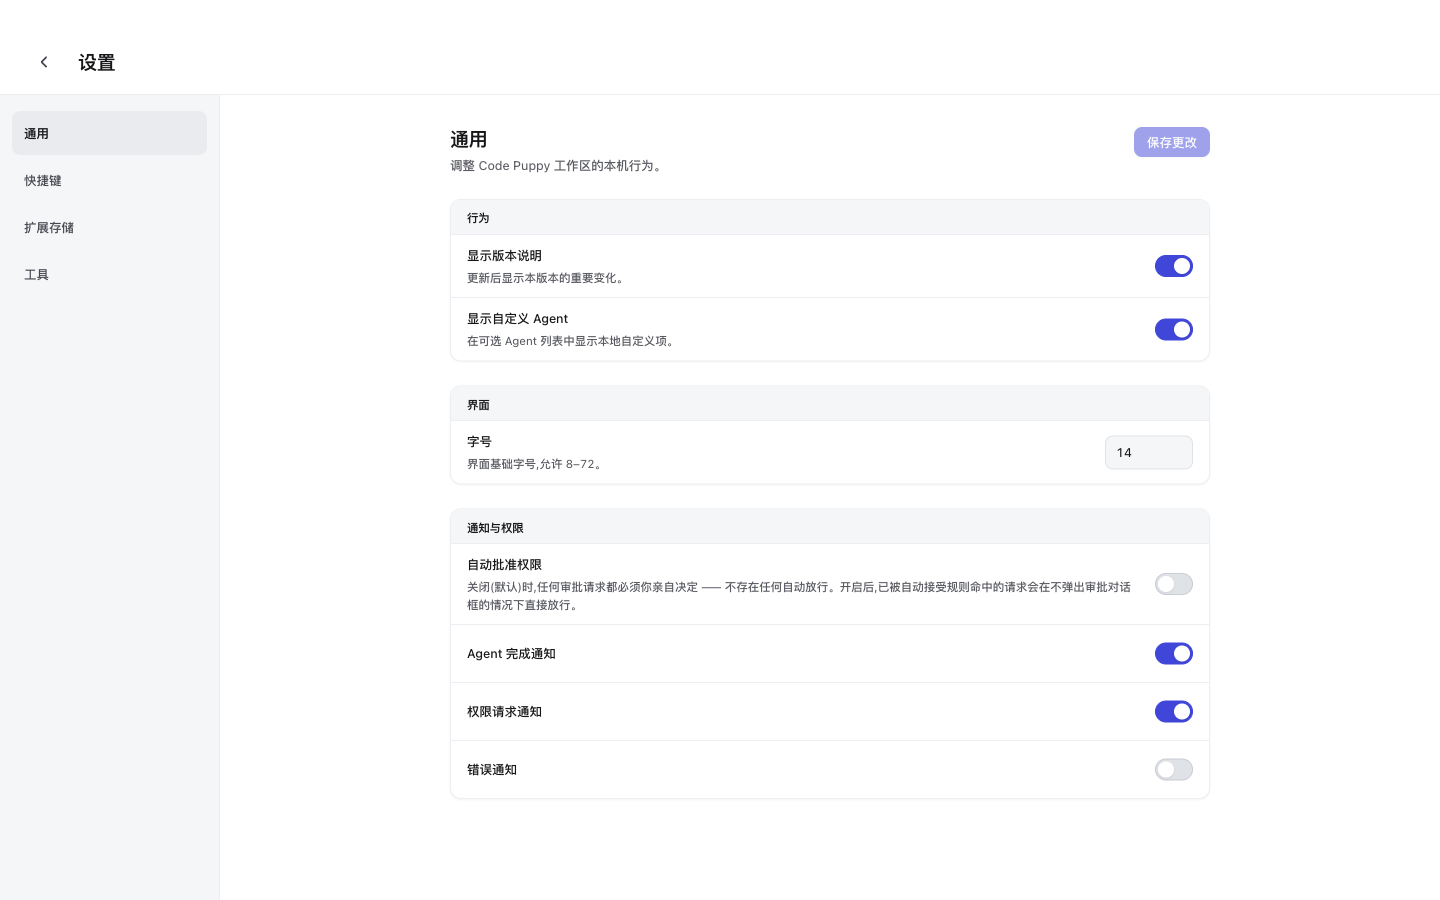 设置
通用
快捷键
扩展存储
工具
通用
调整 Code Puppy 工作区的本机行为。
保存更改
行为
显示版本说明
更新后显示本版本的重要变化。
显示自定义 Agent
在可选 Agent 列表中显示本地自定义项。
界面
字号
界面基础字号,允许 8–72。
14
通知与权限
自动批准权限
关闭(默认)时,任何审批请求都必须你亲自决定 —— 不存在任何自动放行。开启后,已被自动接受规则命中的请求会在不弹出审批对话
框的情况下直接放行。
Agent 完成通知
权限请求通知
错误通知